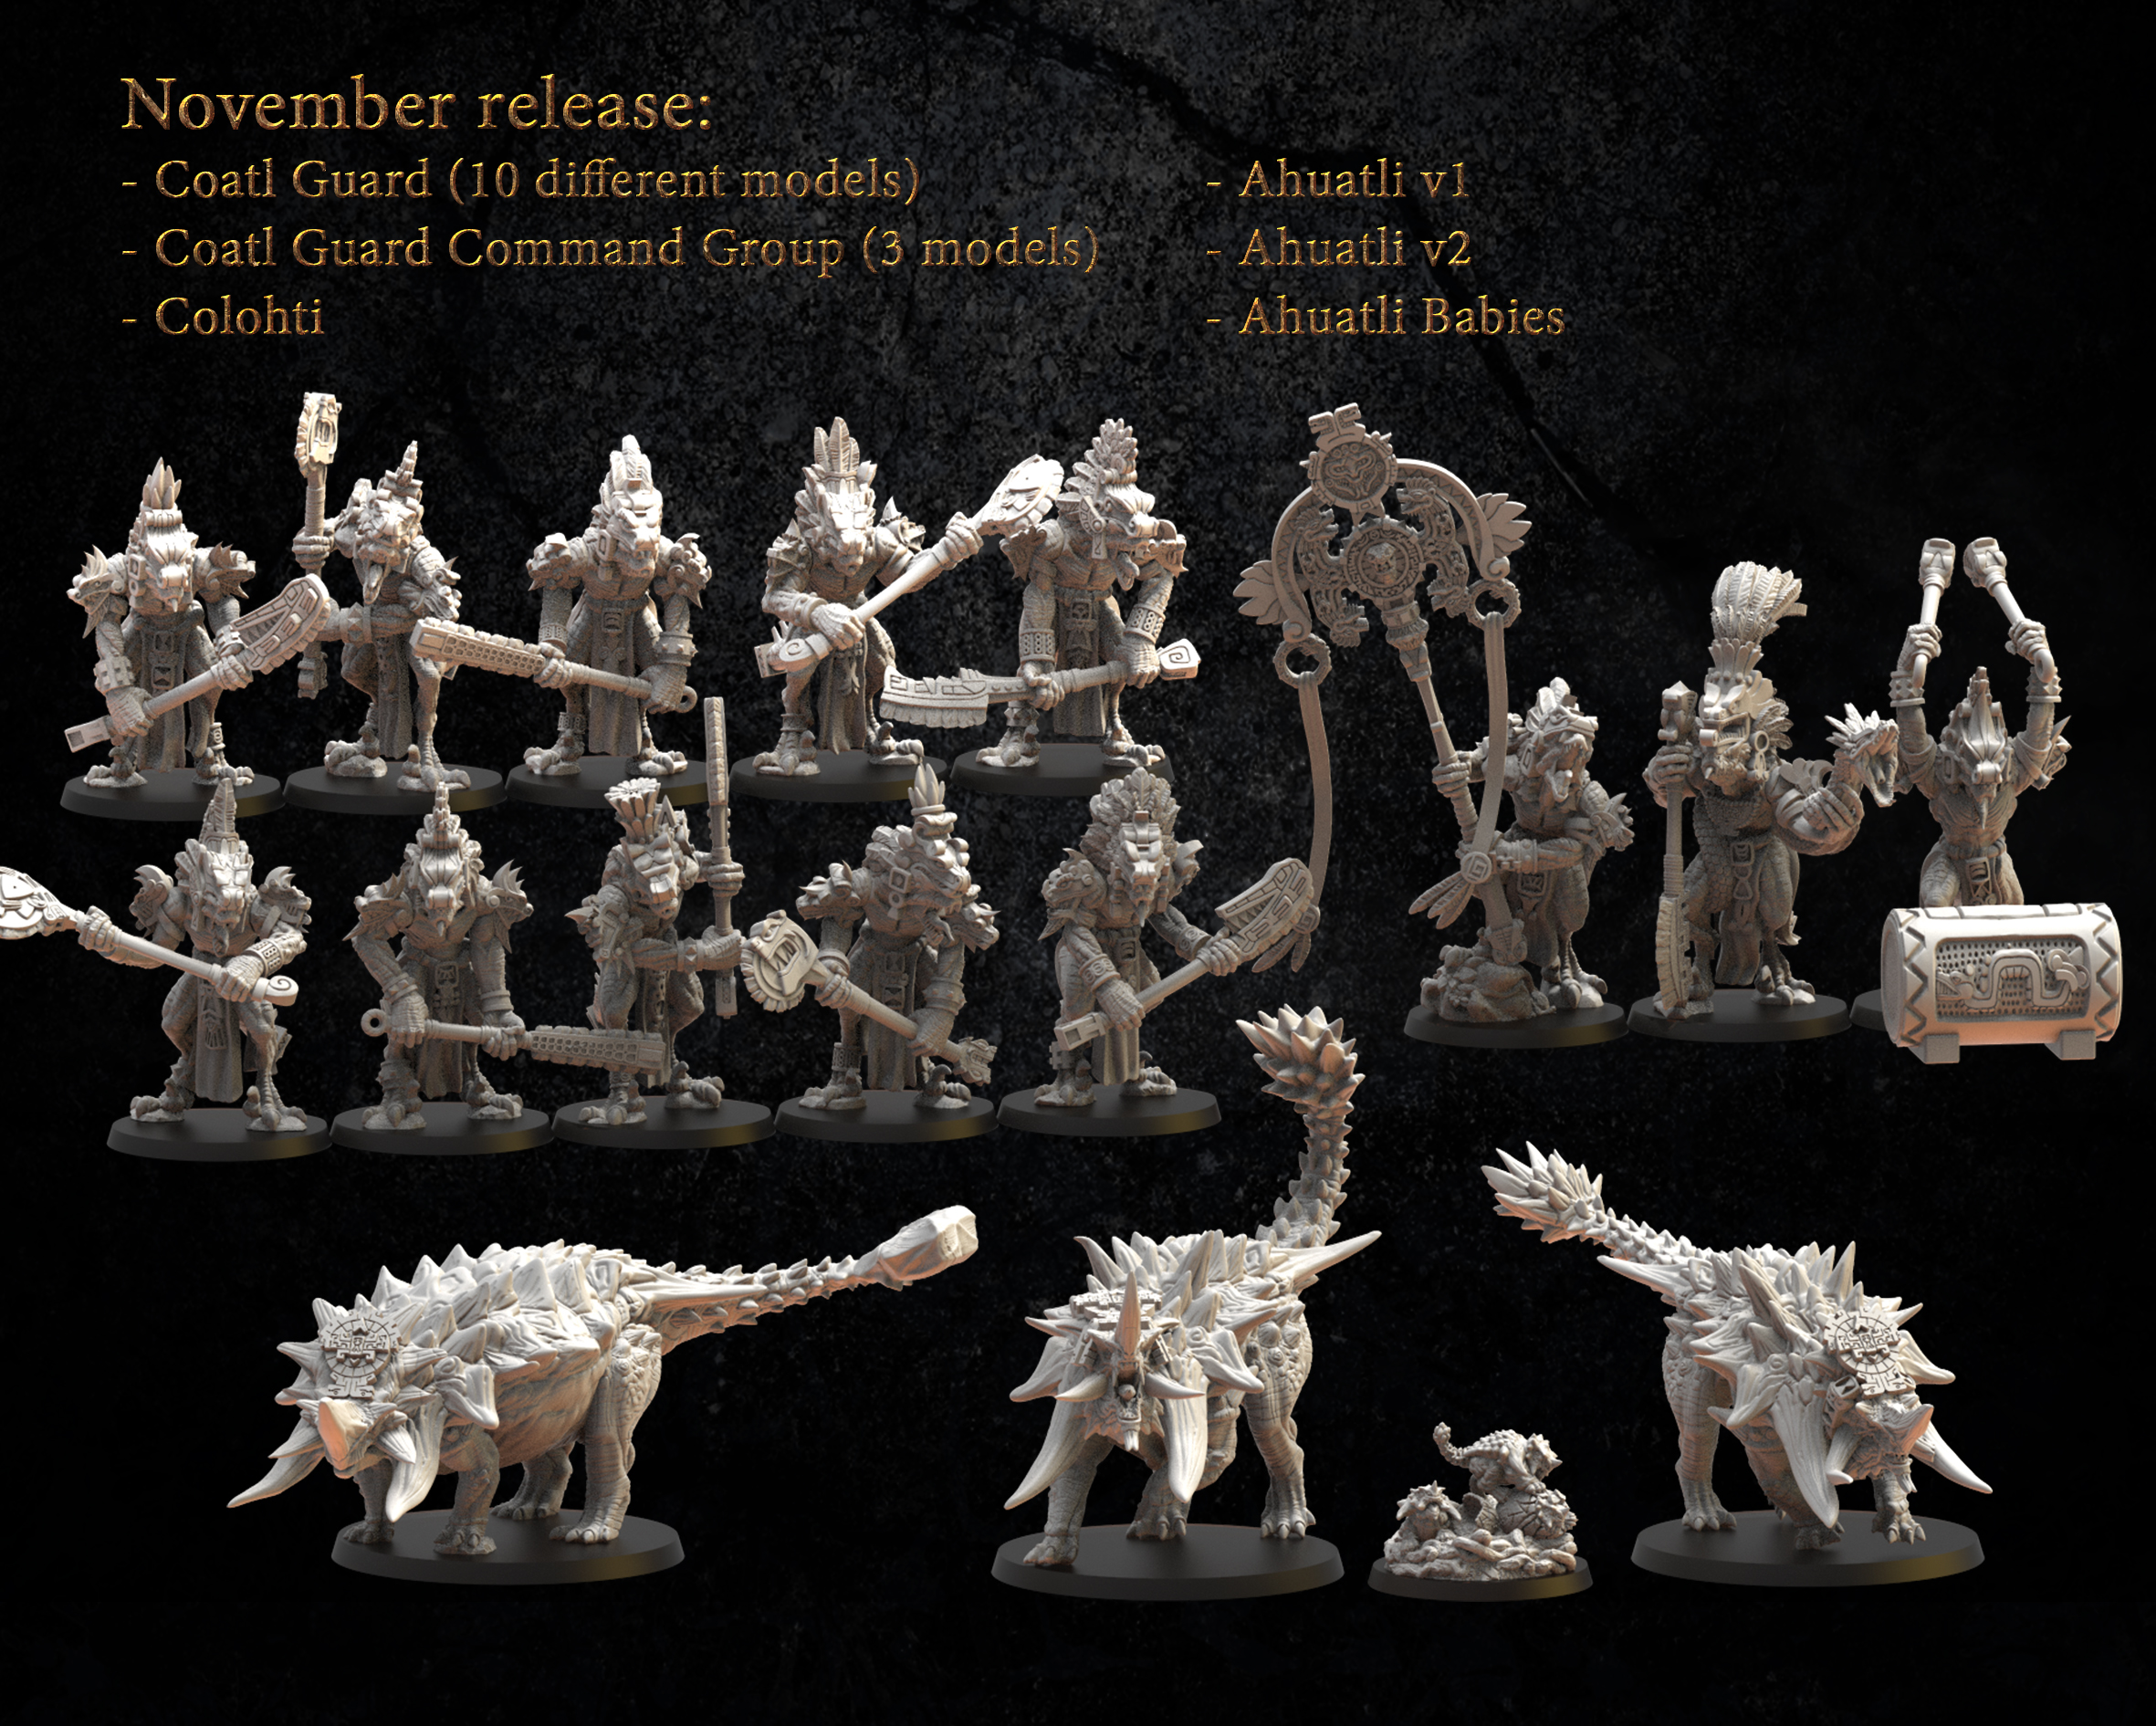 November release:
- Coatl Guard (10 different models)
- Coatl Guard Command Group (3 models)
- Colohti
- Ahuatli v1
- Ahuatli v2
- Ahuatli Babies